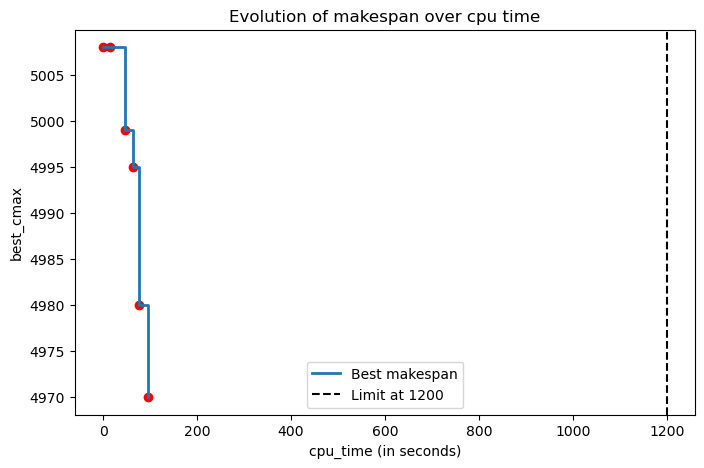 Evolution of makespan over cpu time
best_cmax
5005
5000
4995
4990
4985
4980
4975
4970
Best makespan
Limit at 1200
0 200 400 600 800 1000 1200
cpu_time (in seconds)